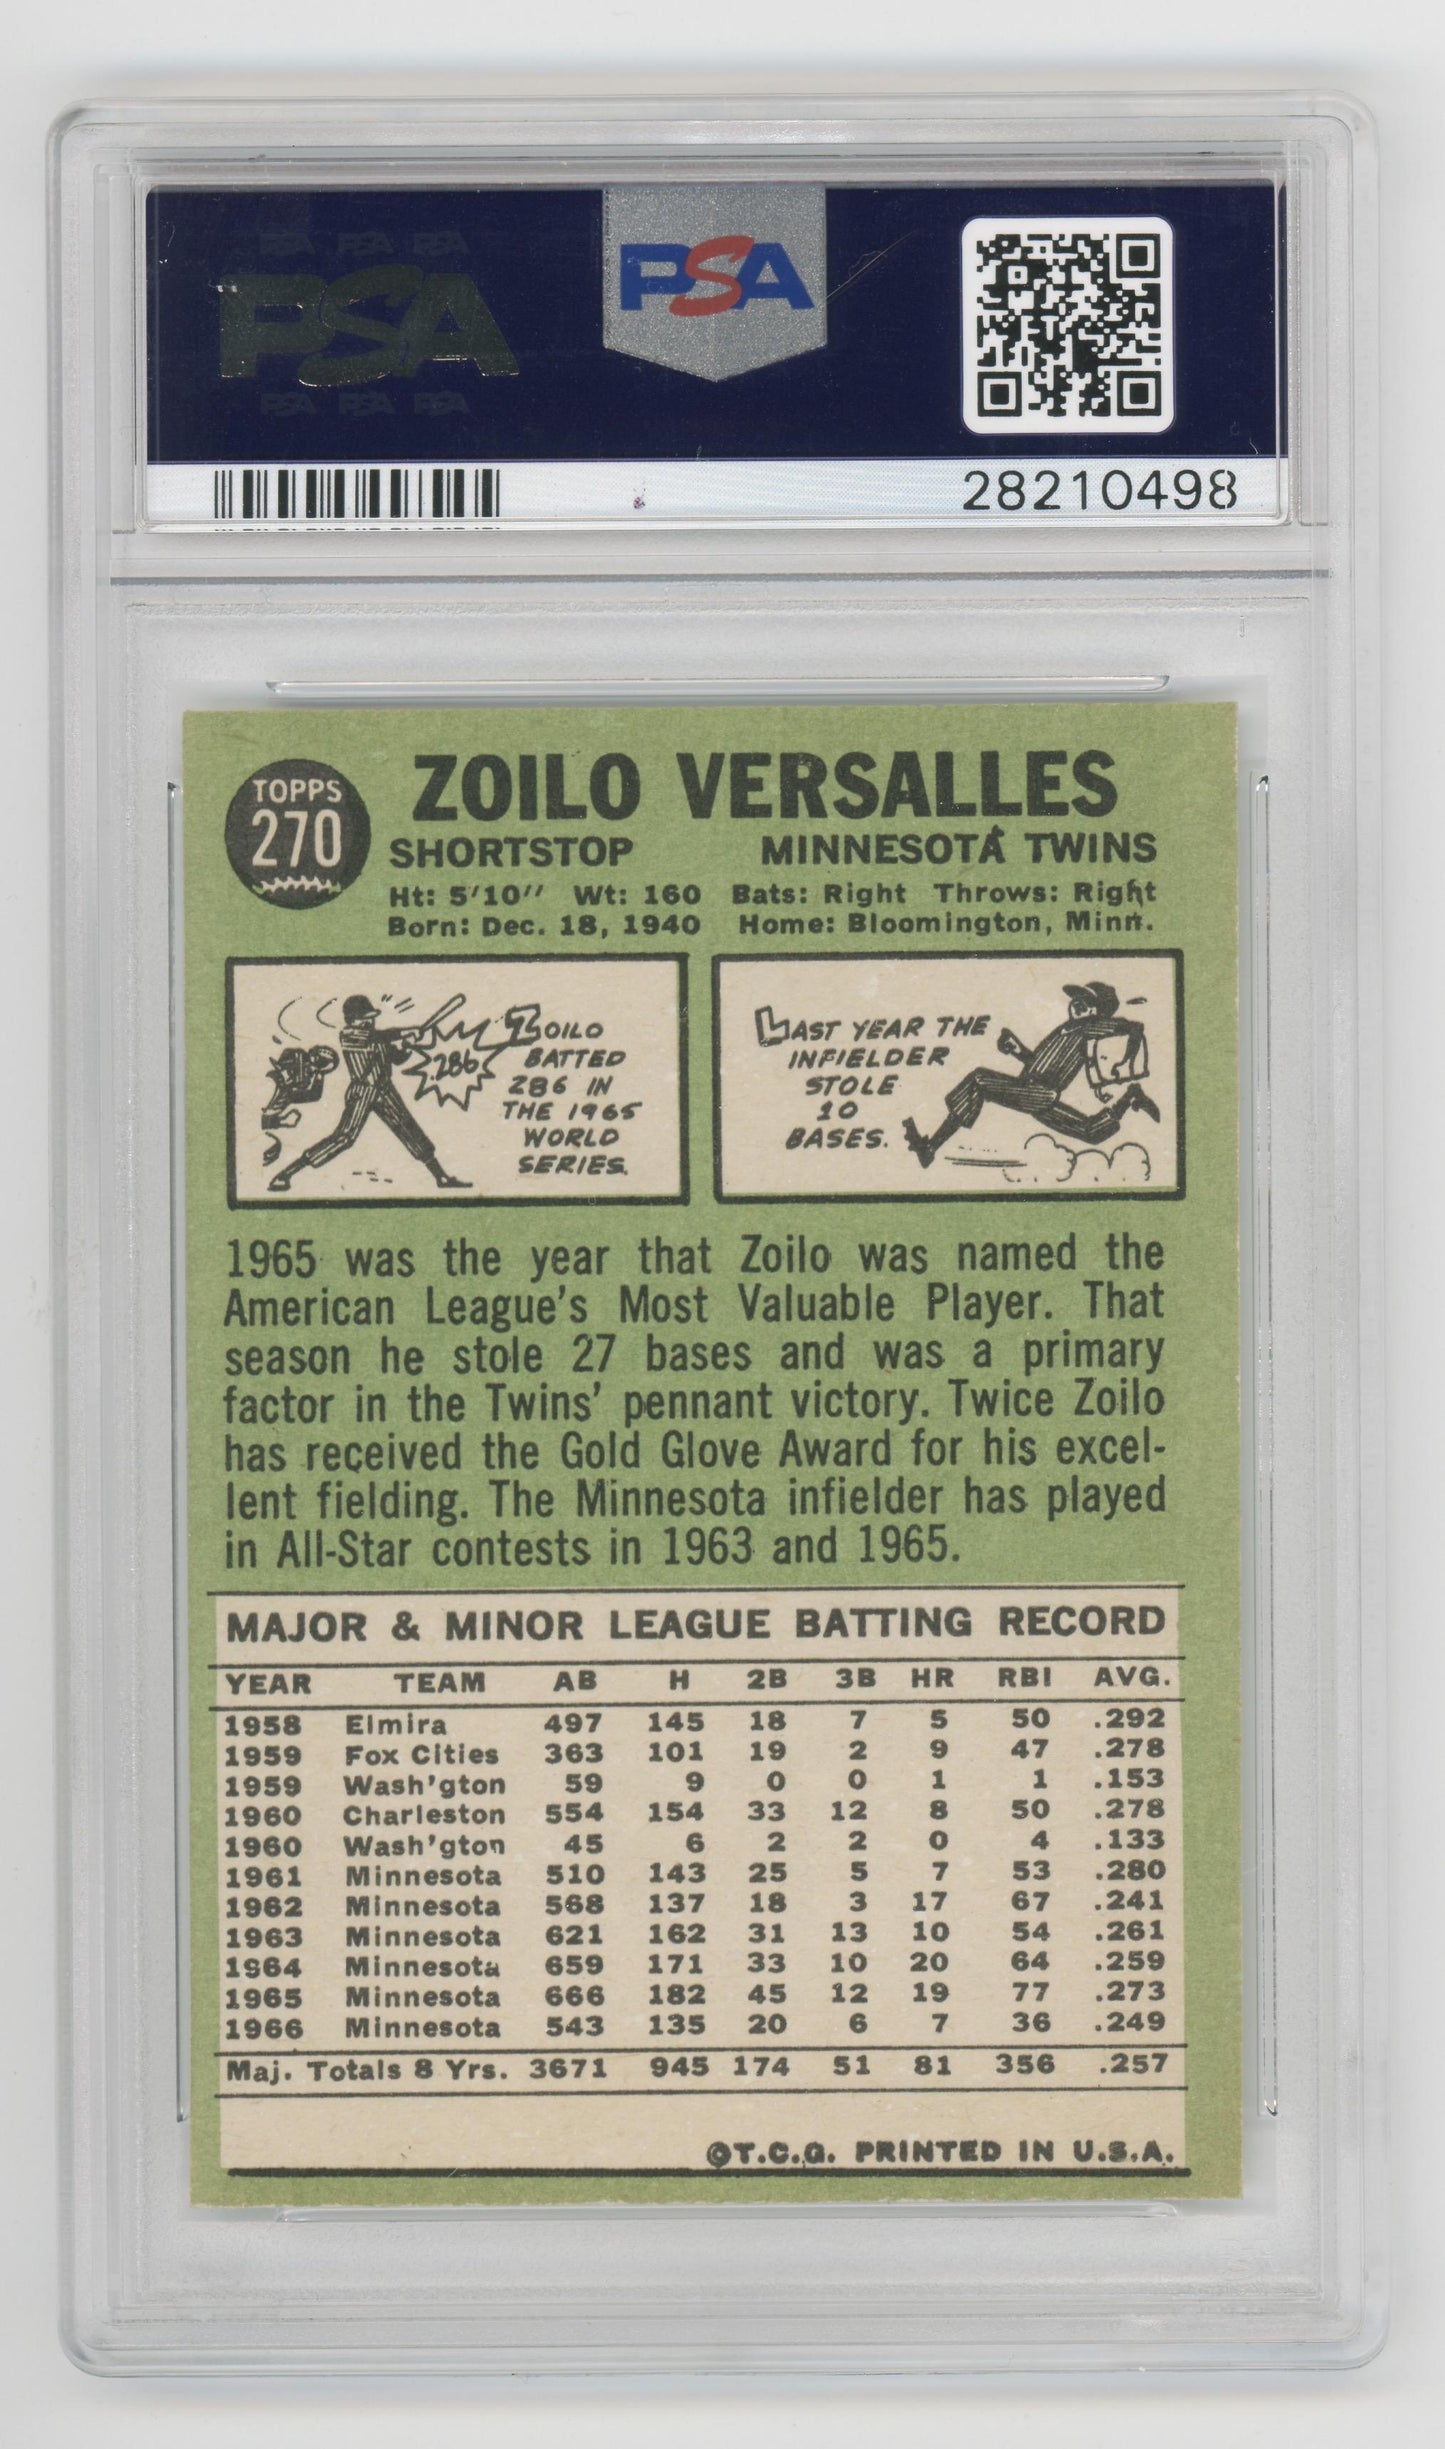 PSA PSA PSA
PSA
PSA PSA PSA
PSA
28210498
TOPPS
270
ZOILO VERSALLES
SHORTSTOP MINNESOTA TWINS
Ht: 5'10" Wt: 160 Bats: Right Throws: Right
Born: Dec. 18, 1940 Home: Bloomington, Minn.
.286
ZOILO
BATTED
286 IN
THE 1965
WORLD
SERIES.
LAST YEAR THE
INFIELDER
STOLE
10
BASES.
1965 was the year that Zoilo was named the
American League's Most Valuable Player. That
season he stole 27 bases and was a primary
factor in the Twins' pennant victory. Twice Zoilo
has received the Gold Glove Award for his excel-
lent fielding. The Minnesota infielder has played
in All-Star contests in 1963 and 1965.
MAJOR & MINOR LEAGUE BATTING RECORD
YEAR TEAM AB H 2B 3B HR RBI AVG.
1958 Elmira 497 145 18 7 5 50 .292
1959 Fox Cities 363 101 19 2 9 47 .278
1959 Wash'gton 59 9 0 0 1 1 .153
1960 Charleston 554 154 33 12 8 50 .278
1960 Wash'gton 45 6 2 2 0 4 .133
1961 Minnesota 510 143 25 5 7 53 .280
1962 Minnesota 568 137 18 3 17 67 .241
1963 Minnesota 621 162 31 13 10 54 .261
1964 Minnesota 659 171 33 10 20 64 .259
1965 Minnesota 666 182 45 12 19 77 .273
1966 Minnesota 543 135 20 6 7 36 .249
Maj. Totals 8 Yrs. 3671 945 174 51 81 356 .257
©T.C.G. PRINTED IN U.S.A.